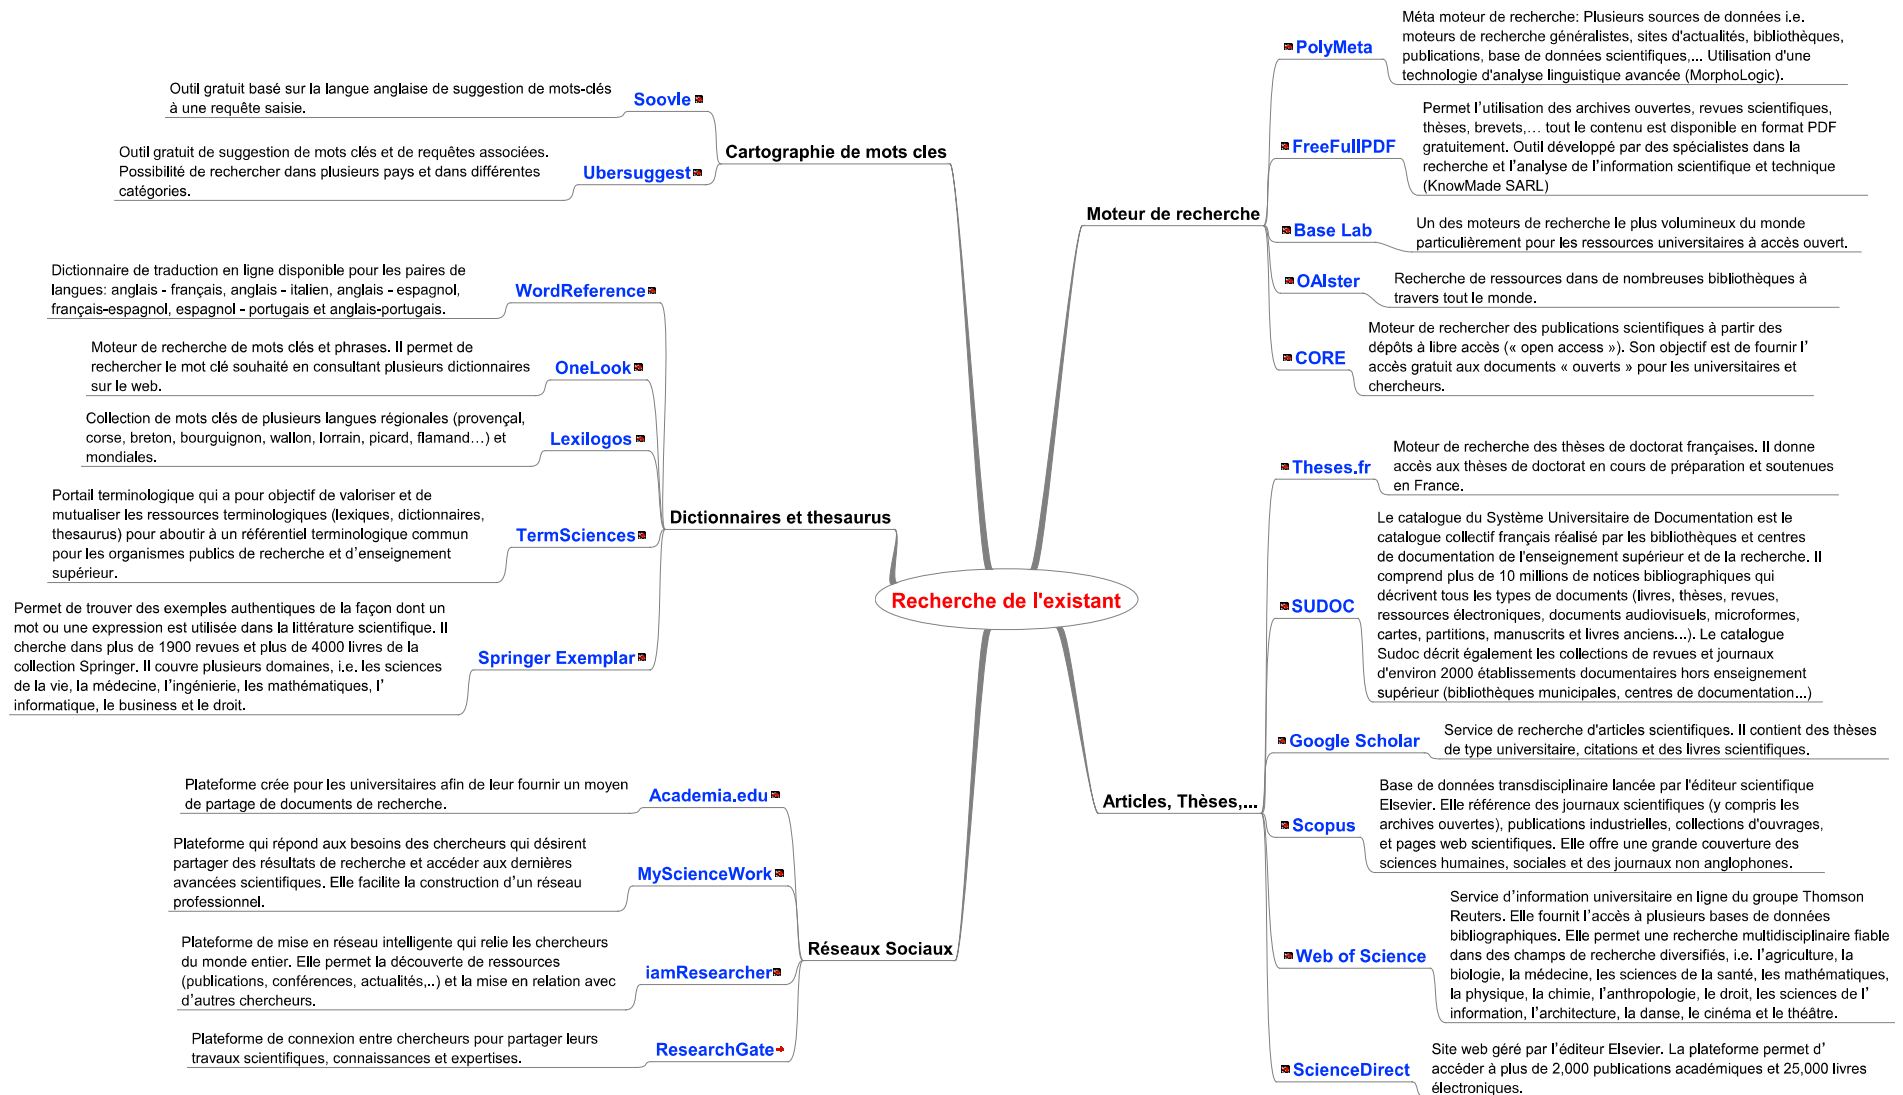 Recherche de l'existant
Cartographie de mots cles
Soovle
Outil gratuit basé sur la langue anglaise de suggestion de mots-clés
à une requête saisie.
Ubersuggest
Outil gratuit de suggestion de mots clés et de requêtes associées.
Possibilité de rechercher dans plusieurs pays et dans différentes
catégories.
Dictionnaires et thesaurus
WordReference
Dictionnaire de traduction en ligne disponible pour les paires de
langues: anglais - français, anglais - italien, anglais - espagnol,
français-espagnol, espagnol - portugais et anglais-portugais.
OneLook
Moteur de recherche de mots clés et phrases. Il permet de
rechercher le mot clé souhaité en consultant plusieurs dictionnaires
sur le web.
Lexilogos
Collection de mots clés de plusieurs langues régionales (provençal,
corse, breton, bourguignon, wallon, lorrain, picard, flamand…) et
mondiales.
TermSciences
Portail terminologique qui a pour objectif de valoriser et de
mutualiser les ressources terminologiques (lexiques, dictionnaires,
thesaurus) pour aboutir à un référentiel terminologique commun
pour les organismes publics de recherche et d’enseignement
supérieur.
Springer Exemplar
Permet de trouver des exemples authentiques de la façon dont un
mot ou une expression est utilisée dans la littérature scientifique. Il
cherche dans plus de 1900 revues et plus de 4000 livres de la
collection Springer. Il couvre plusieurs domaines, i.e. les sciences
de la vie, la médecine, l’ingénierie, les mathématiques, l’
informatique, le business et le droit.
Réseaux Sociaux
Academia.edu
Plateforme crée pour les universitaires afin de leur fournir un moyen
de partage de documents de recherche.
MyScienceWork
Plateforme qui répond aux besoins des chercheurs qui désirent
partager des résultats de recherche et accéder aux dernières
avancées scientifiques. Elle facilite la construction d’un réseau
professionnel.
iamResearcher
Plateforme de mise en réseau intelligente qui relie les chercheurs
du monde entier. Elle permet la découverte de ressources
(publications, conférences, actualités,..) et la mise en relation avec
d’autres chercheurs.
ResearchGate
Plateforme de connexion entre chercheurs pour partager leurs
travaux scientifiques, connaissances et expertises.
Moteur de recherche
PolyMeta
Méta moteur de recherche: Plusieurs sources de données i.e.
moteurs de recherche généralistes, sites d'actualités, bibliothèques,
publications, base de données scientifiques,... Utilisation d'une
technologie d'analyse linguistique avancée (MorphoLogic).
FreeFullPDF
Permet l’utilisation des archives ouvertes, revues scientifiques,
thèses, brevets,… tout le contenu est disponible en format PDF
gratuitement. Outil développé par des spécialistes dans la
recherche et l’analyse de l’information scientifique et technique
(KnowMade SARL)
Base Lab
Un des moteurs de recherche le plus volumineux du monde
particulièrement pour les ressources universitaires à accès ouvert.
OAIster
Recherche de ressources dans de nombreuses bibliothèques à
travers tout le monde.
CORE
Moteur de rechercher des publications scientifiques à partir des
dépôts à libre accès (« open access »). Son objectif est de fournir l’
accès gratuit aux documents « ouverts » pour les universitaires et
chercheurs.
Articles, Thèses,...
Theses.fr
Moteur de recherche des thèses de doctorat françaises. Il donne
accès aux thèses de doctorat en cours de préparation et soutenues
en France.
SUDOC
Le catalogue du Système Universitaire de Documentation est le
catalogue collectif français réalisé par les bibliothèques et centres
de documentation de l'enseignement supérieur et de la recherche. Il
comprend plus de 10 millions de notices bibliographiques qui
décrivent tous les types de documents (livres, thèses, revues,
ressources électroniques, documents audiovisuels, microformes,
cartes, partitions, manuscrits et livres anciens...). Le catalogue
Sudoc décrit également les collections de revues et journaux
d'environ 2000 établissements documentaires hors enseignement
supérieur (bibliothèques municipales, centres de documentation...)
Google Scholar
Service de recherche d'articles scientifiques. Il contient des thèses
de type universitaire, citations et des livres scientifiques.
Scopus
Base de données transdisciplinaire lancée par l'éditeur scientifique
Elsevier. Elle référence des journaux scientifiques (y compris les
archives ouvertes), publications industrielles, collections d'ouvrages,
et pages web scientifiques. Elle offre une grande couverture des
sciences humaines, sociales et des journaux non anglophones.
Web of Science
Service d’information universitaire en ligne du groupe Thomson
Reuters. Elle fournit l’accès à plusieurs bases de données
bibliographiques. Elle permet une recherche multidisciplinaire fiable
dans des champs de recherche diversifiés, i.e. l’agriculture, la
biologie, la médecine, les sciences de la santé, les mathématiques,
la physique, la chimie, l’anthropologie, le droit, les sciences de l’
information, l’architecture, la danse, le cinéma et le théâtre.
ScienceDirect
Site web géré par l’éditeur Elsevier. La plateforme permet d’
accéder à plus de 2,000 publications académiques et 25,000 livres
électroniques.